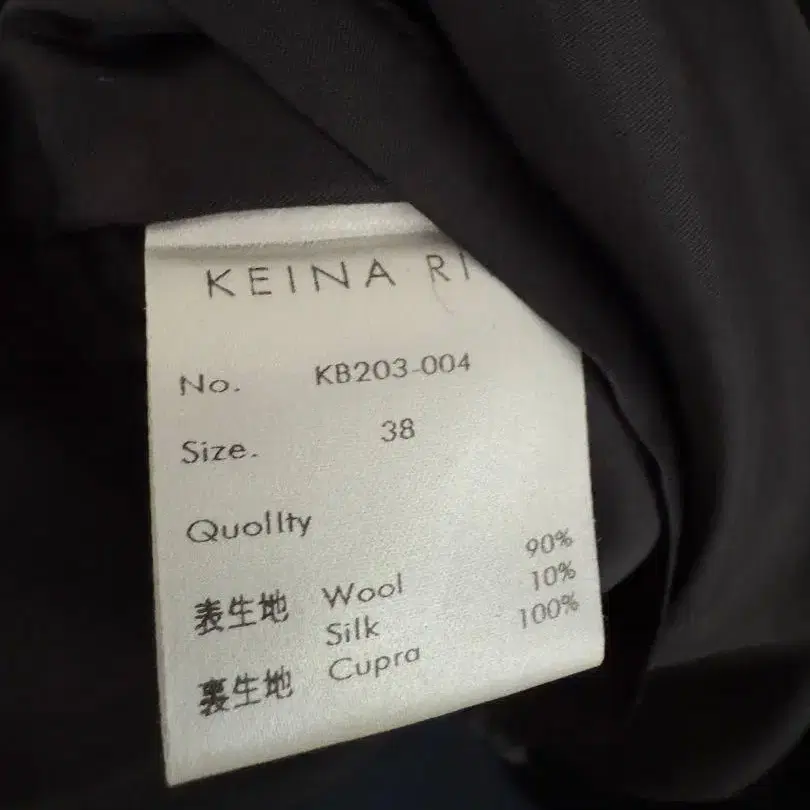 KEINA RI
No. KB203-004
Size. 38
Quollty
表生地 Wool 90%
Silk 10%
裏生地 Cupra 100%